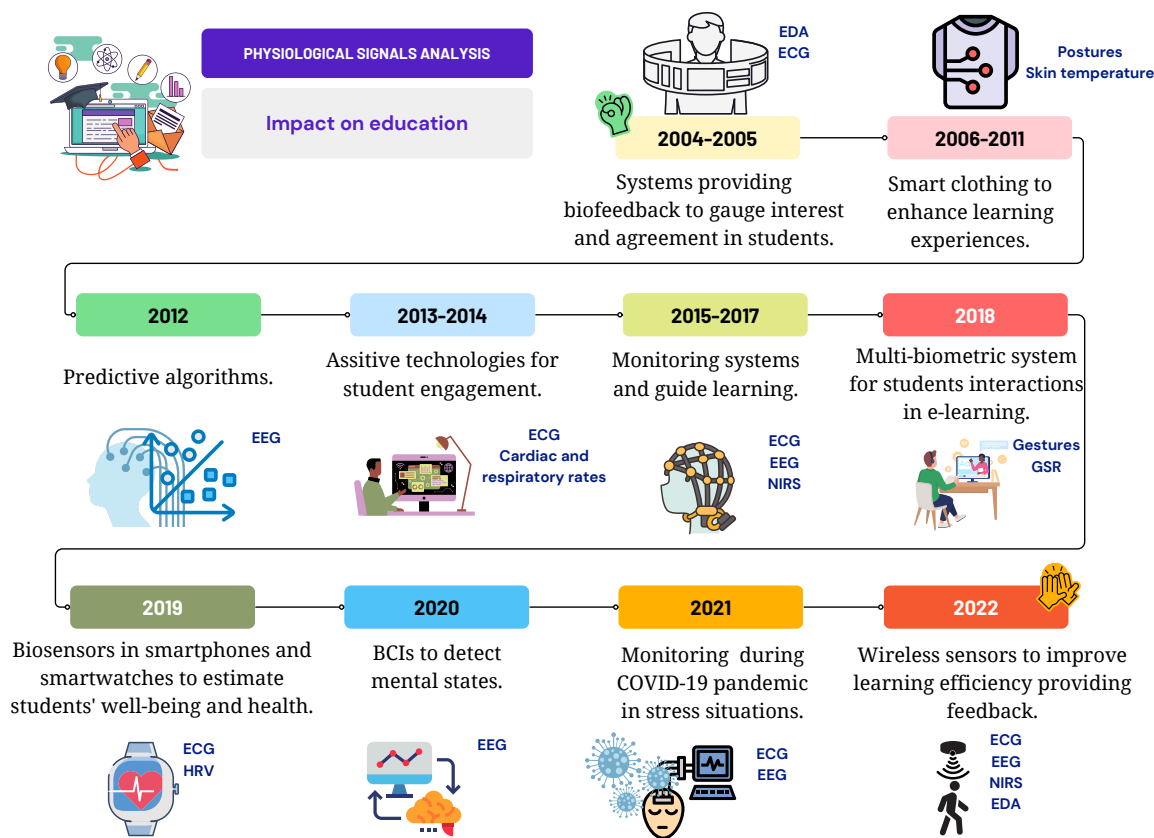 PHYSIOLOGICAL SIGNALS ANALYSIS
Impact on education
EDA
ECG
2004-2005
Systems providing
biofeedback to gauge interest
and agreement in students.
Postures
Skin temperature
2006-2011
Smart clothing to
enhance learning
experiences.
2012
Predictive algorithms.
EEG
2013-2014
Assitive technologies for
student engagement.
ECG
Cardiac and
respiratory rates
2015-2017
Monitoring systems
and guide learning.
ECG
EEG
NIRS
2018
Multi-biometric system
for students interactions
in e-learning.
Gestures
GSR
2019
Biosensors in smartphones and
smartwatches to estimate
students' well-being and health.
ECG
HRV
2020
BCIs to detect
mental states.
EEG
2021
Monitoring during
COVID-19 pandemic
in stress situations.
ECG
EEG
2022
Wireless sensors to improve
learning efficiency providing
feedback.
ECG
EEG
NIRS
EDA